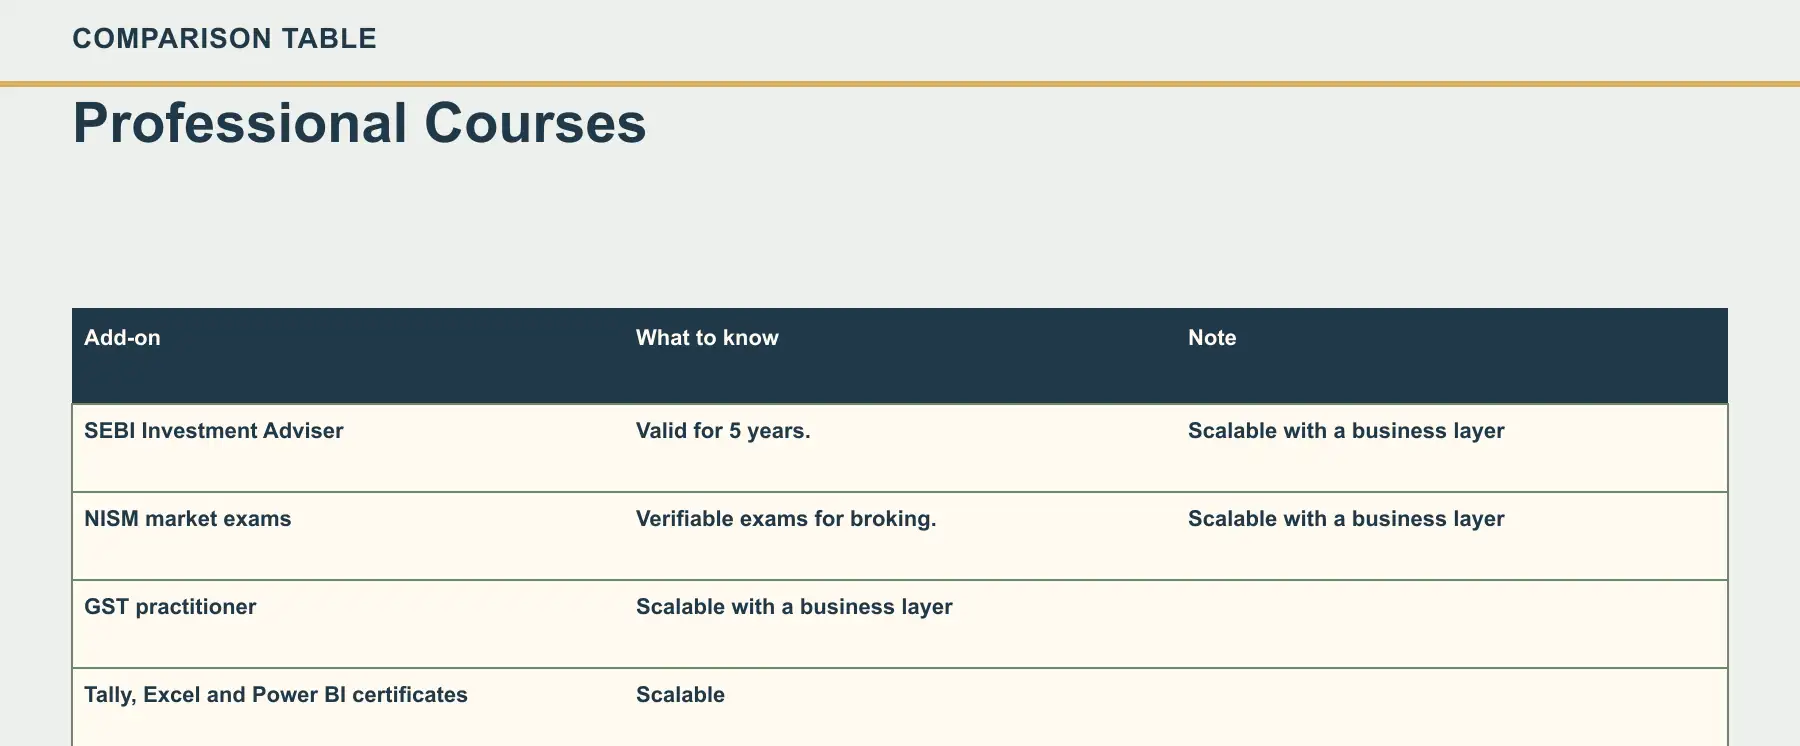 COMPARISON TABLE
Professional Courses
Add-on What to know Note
SEBI Investment Adviser Valid for 5 years. Scalable with a business layer
NISM market exams Verifiable exams for broking. Scalable with a business layer
GST practitioner Scalable with a business layer
Tally, Excel and Power BI certificates Scalable